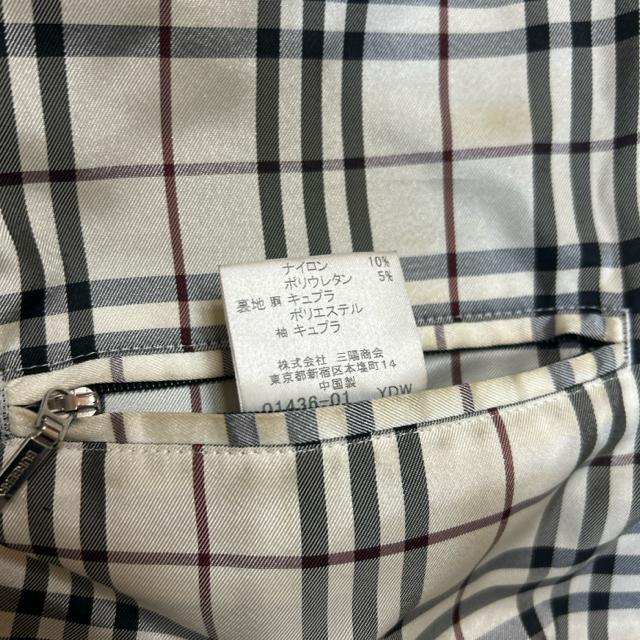 ナイロン 10%
ポリウレタン 5%
裏地 胴 キュプラ
ポリエステル
袖 キュプラ
株式会社 三陽商会
東京都新宿区本塩町14
中国製
01436-01 YDW